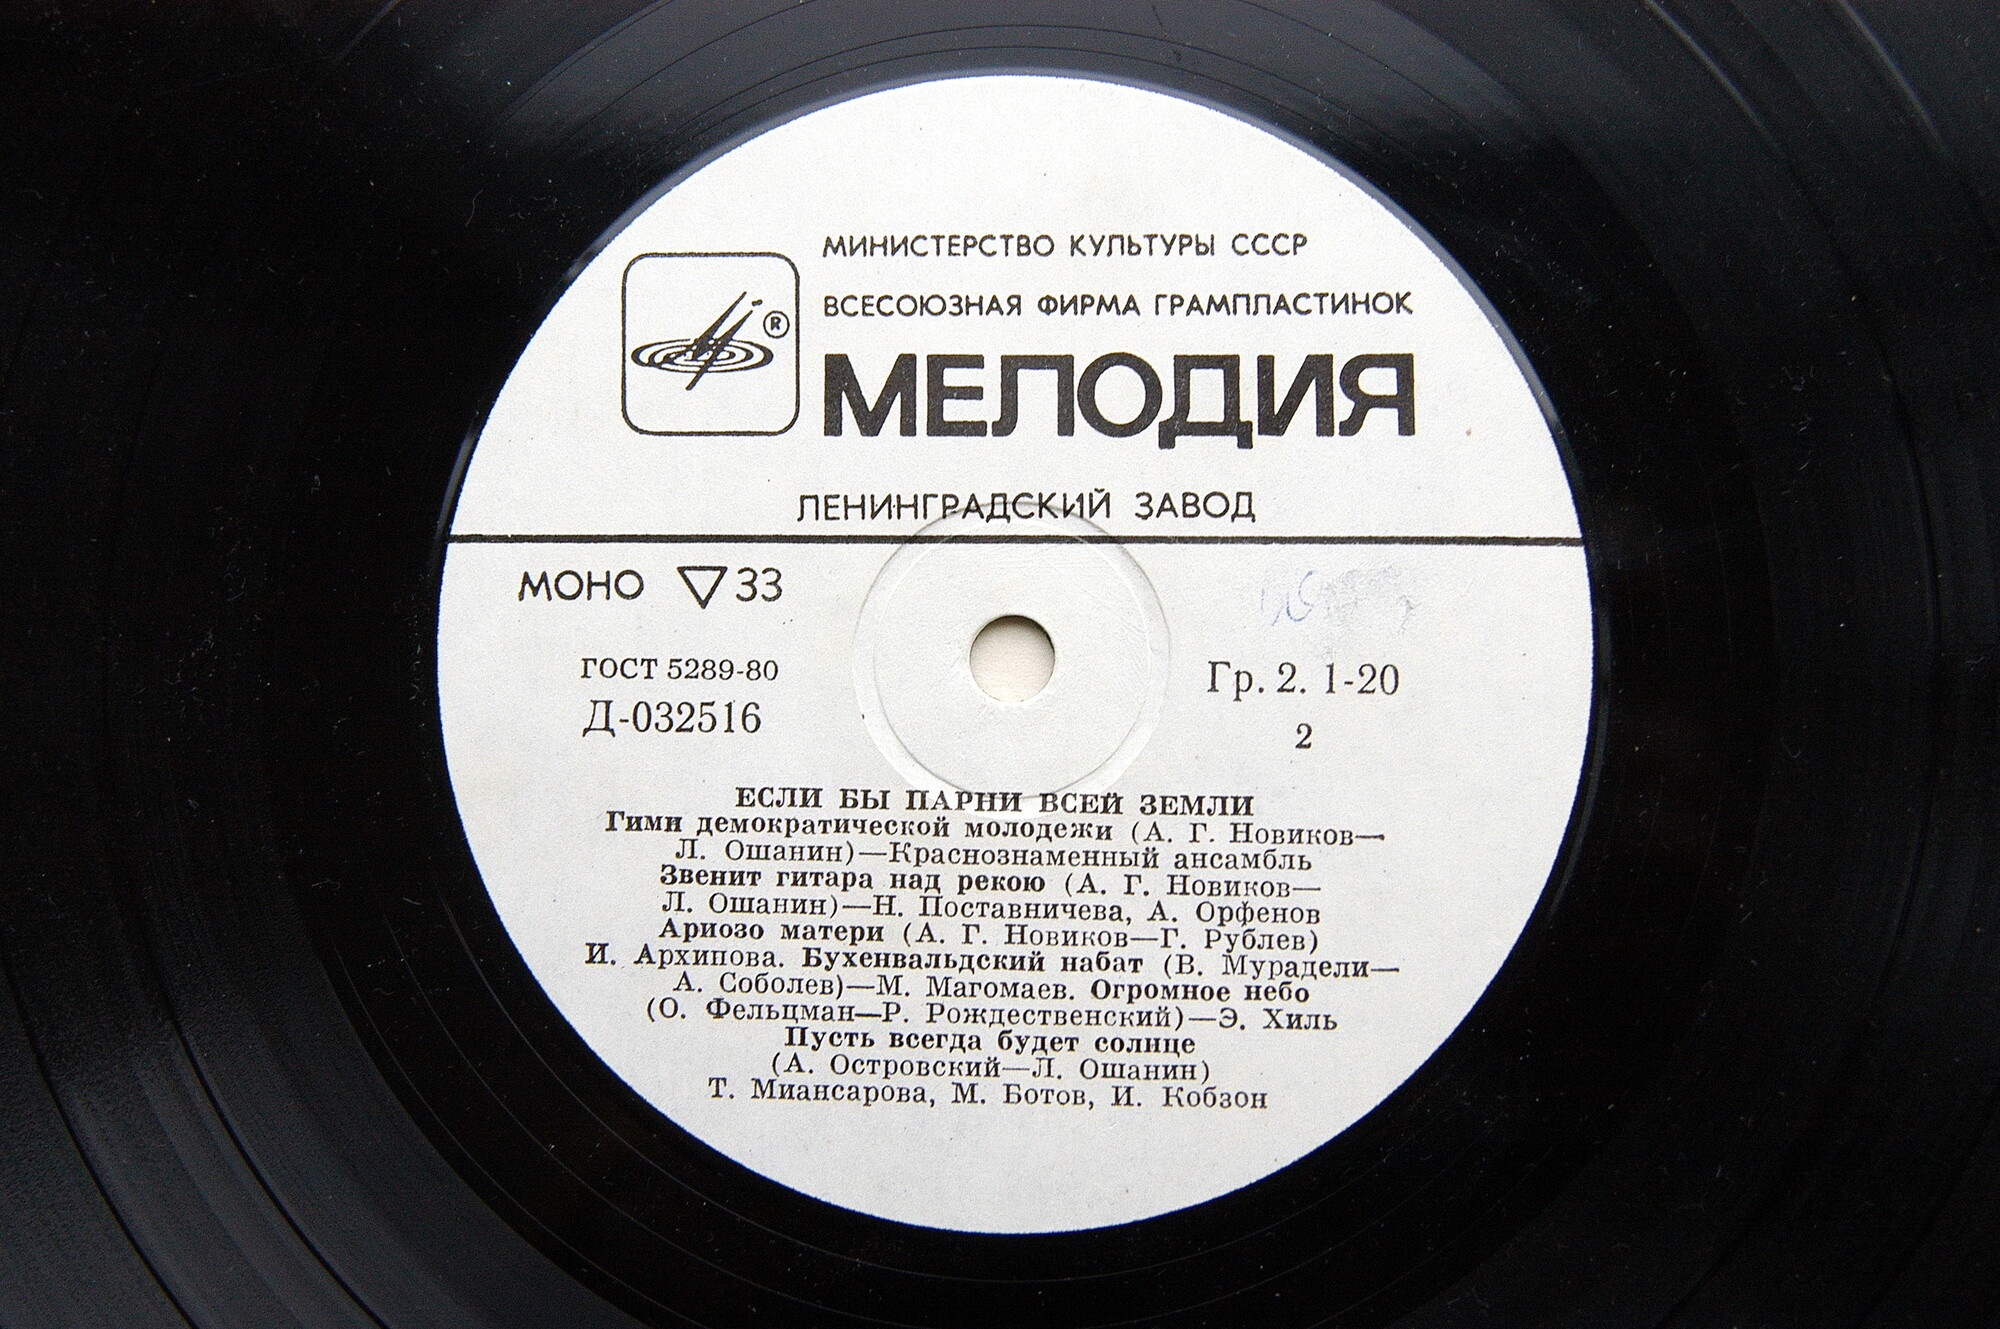 МИНИСТЕРСТВО КУЛЬТУРЫ СССР
ВСЕСОЮЗНАЯ ФИРМА ГРАМПЛАСТИНОК
®
МЕЛОДИЯ
ЛЕНИНГРАДСКИЙ ЗАВОД
МОНО ▽ 33
ГОСТ 5289-80
Д-032516
Гр. 2. 1-20
2
ЕСЛИ БЫ ПАРНИ ВСЕЙ ЗЕМЛИ
Гимн демократической молодежи (А. Г. Новиков—
Л. Ошанин)—Краснознаменный ансамбль
Звенит гитара над рекою (А. Г. Новиков—
Л. Ошанин)—Н. Поставничева, А. Орфенов
Ариозо матери (А. Г. Новиков—Г. Рублев)
И. Архипова. Бухенвальдский набат (В. Мурадели—
А. Соболев)—М. Магомаев. Огромное небо
(О. Фельцман—Р. Рождественский)—Э. Хиль
Пусть всегда будет солнце
(А. Островский—Л. Ошанин)
Т. Миансарова, М. Ботов, И. Кобзон